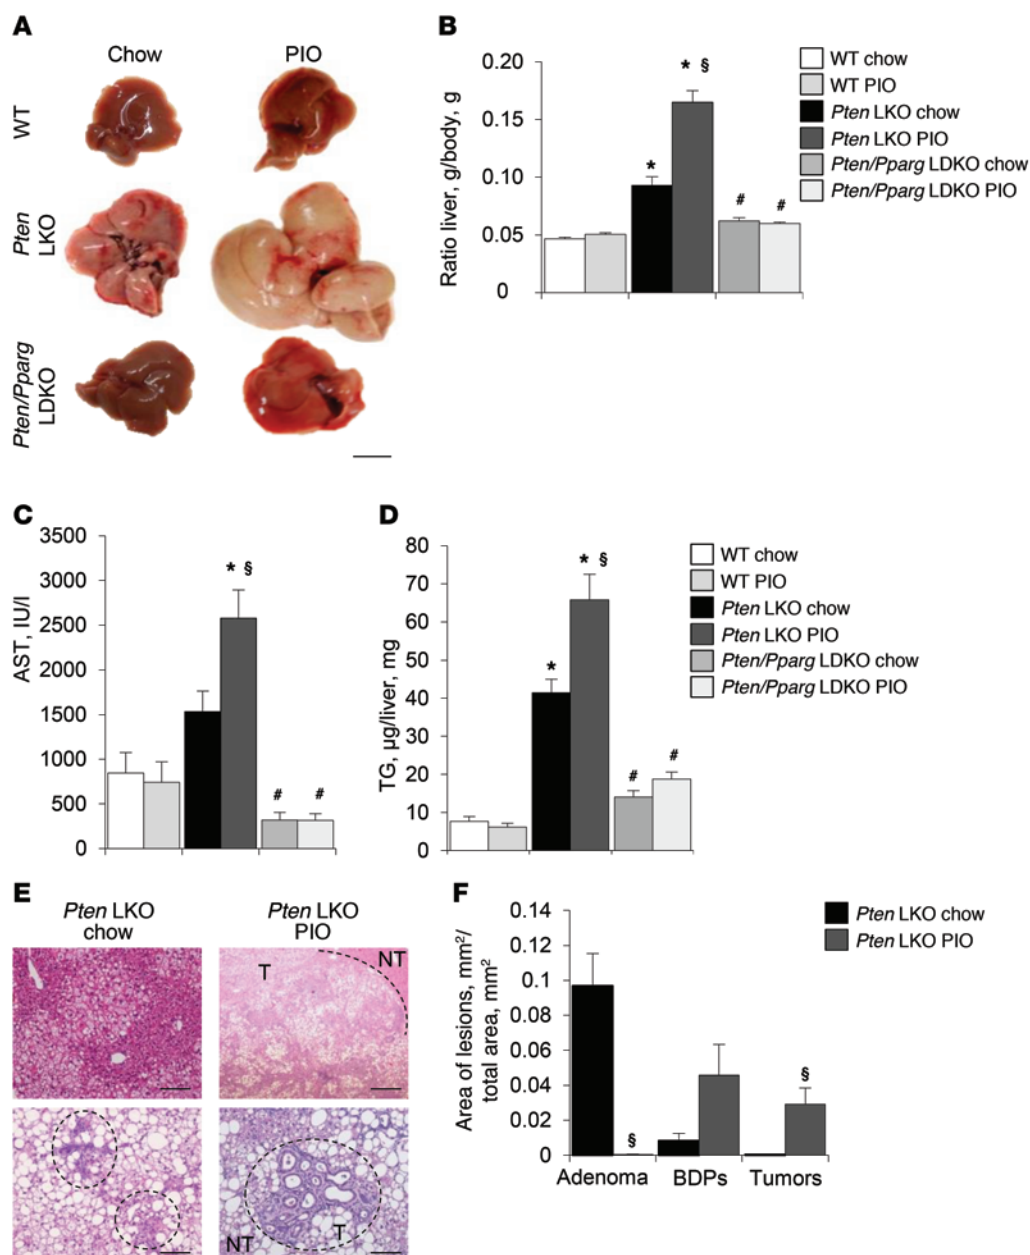 A
Chow
PIO
WT
Pten
LKO
Pten/Pparg
LDKO
B
Ratio liver, g/body, g
0.20
0.15
0.10
0.05
0
*
* §
#
#
WT chow
WT PIO
Pten LKO chow
Pten LKO PIO
Pten/Pparg LDKO chow
Pten/Pparg LDKO PIO
C
AST, IU/l
3500
3000
2500
2000
1500
1000
500
0
* §
#
#
D
TG, µg/liver, mg
80
70
60
50
40
30
20
10
0
*
* §
#
#
WT chow
WT PIO
Pten LKO chow
Pten LKO PIO
Pten/Pparg LDKO chow
Pten/Pparg LDKO PIO
E
Pten LKO
chow
Pten LKO
PIO
T
NT
NT
T
F
Area of lesions, mm²/
total area, mm²
0.14
0.12
0.1
0.08
0.06
0.04
0.02
0
§
§
Adenoma
BDPs
Tumors
Pten LKO chow
Pten LKO PIO